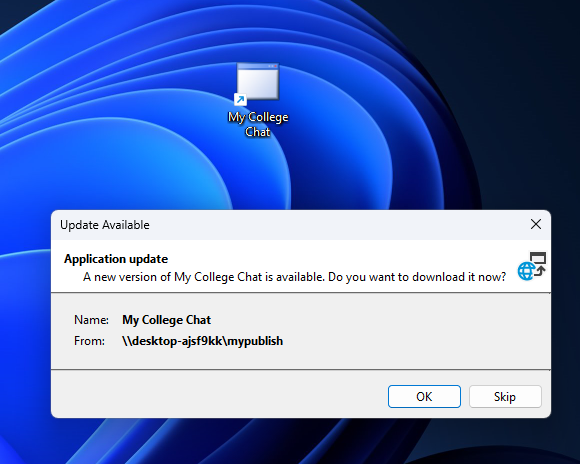 My College
Chat
Update Available
Application update
A new version of My College Chat is available. Do you want to download it now?
Name: My College Chat
From: \\desktop-ajsf9kk\mypublish
OK Skip